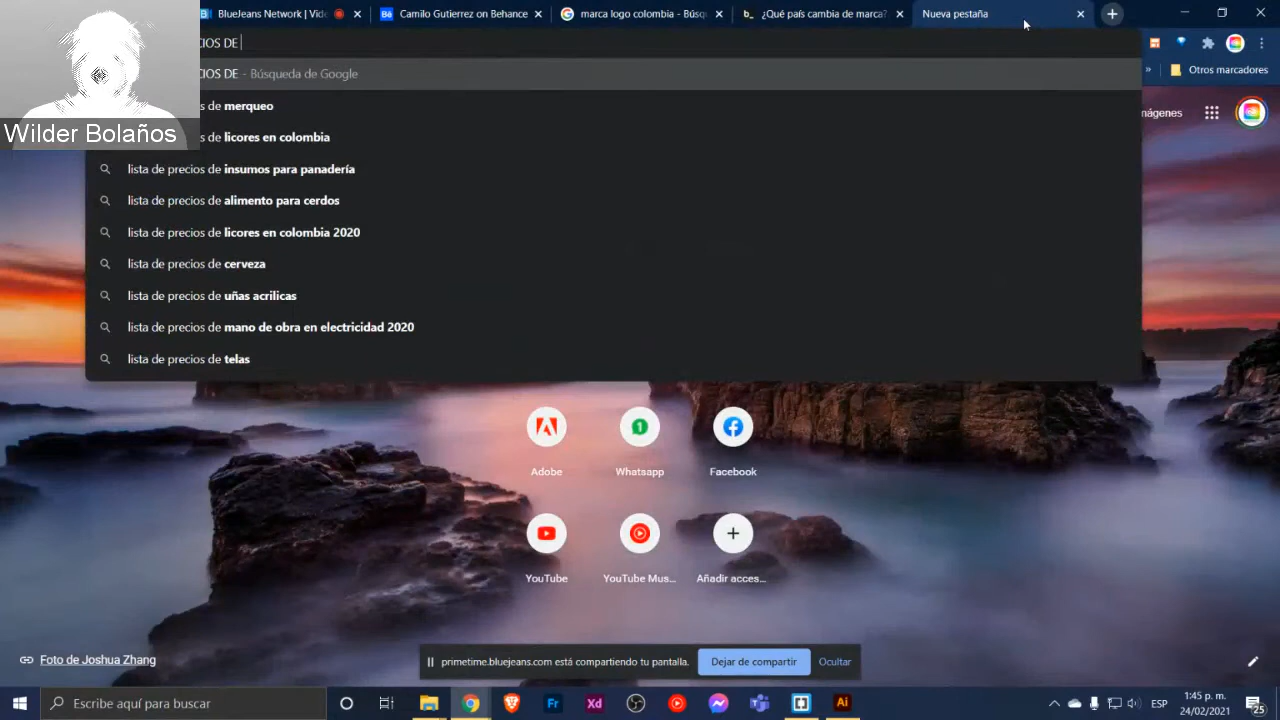 BlueJeans Network | Vide
Camilo Gutierrez on Behance
marca logo colombia - Búsq
¿Qué país cambia de marca?
Nueva pestaña
CIOS DE
CIOS DE - Búsqueda de Google
s de merqueo
s de licores en colombia
lista de precios de insumos para panadería
lista de precios de alimento para cerdos
lista de precios de licores en colombia 2020
lista de precios de cerveza
lista de precios de uñas acrilicas
lista de precios de mano de obra en electricidad 2020
lista de precios de telas
Wilder Bolaños
» Otros marcadores
mágenes
Adobe
Whatsapp
Facebook
YouTube
YouTube Mus...
Añadir acces...
Foto de Joshua Zhang
primetime.bluejeans.com está compartiendo tu pantalla.
Dejar de compartir
Ocultar
Escribe aquí para buscar
Fr
Xd
Ai
ESP
1:45 p. m.
24/02/2021
25